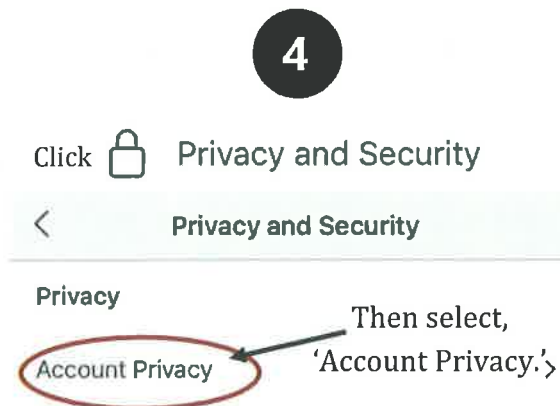 4
Click Privacy and Security
< Privacy and Security
Privacy
Then select,
Account Privacy 'Account Privacy.' >